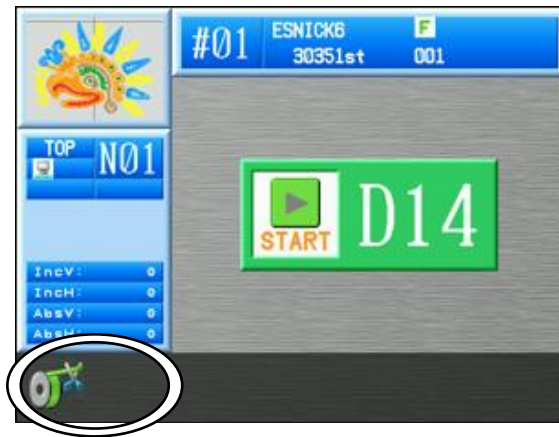 #01 ESNICK6 F
30351st 001
TOP N01
START D14
IncV: 0
IncH: 0
AbsV: 0
AbsH: 0